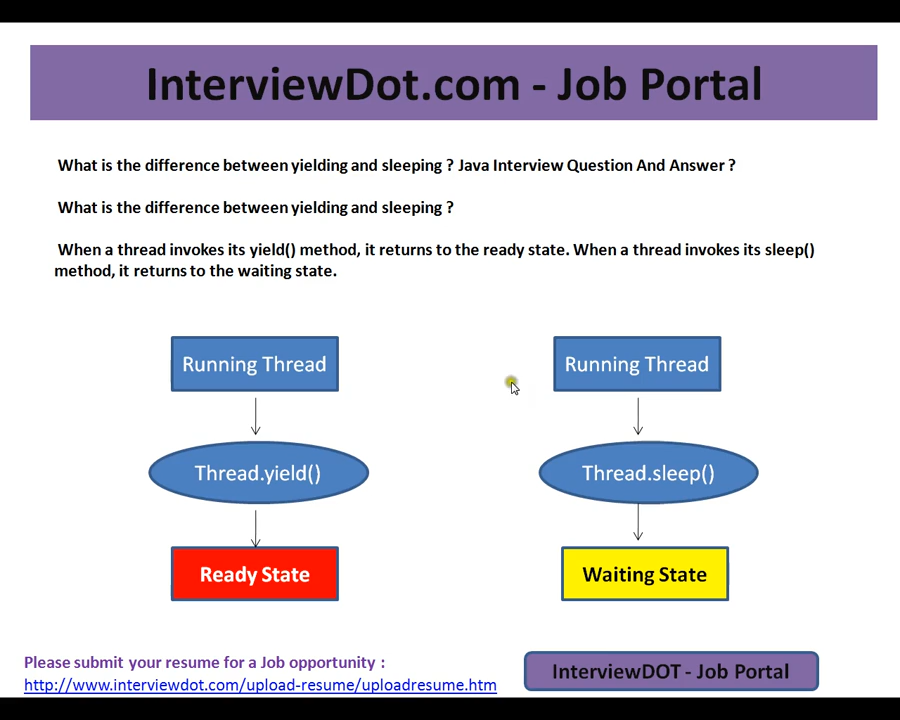 InterviewDot.com - Job Portal
What is the difference between yielding and sleeping ? Java Interview Question And Answer ?
What is the difference between yielding and sleeping ?
When a thread invokes its yield() method, it returns to the ready state. When a thread invokes its sleep()
method, it returns to the waiting state.
Running Thread
Running Thread
Thread.yield()
Thread.sleep()
Ready State
Waiting State
Please submit your resume for a Job opportunity :
http://www.interviewdot.com/upload-resume/uploadresume.htm
InterviewDOT - Job Portal